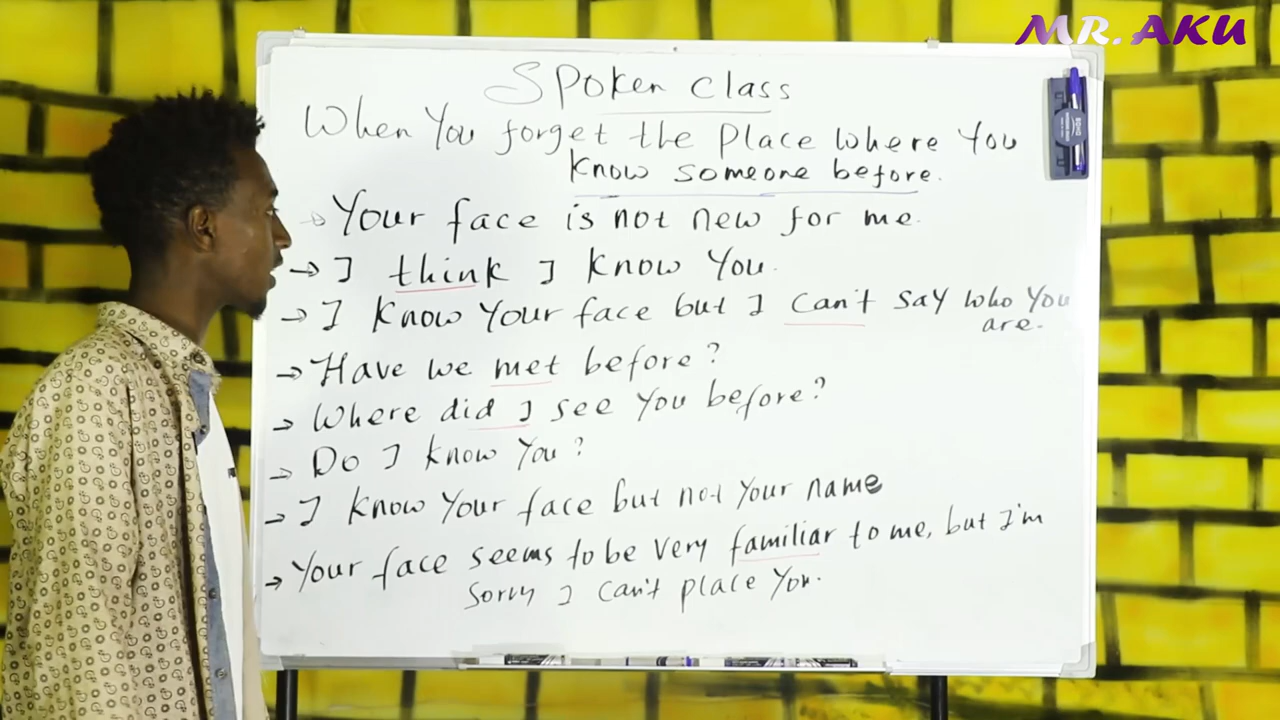 MR. AKU
Spoken class
When You forget the Place where You
know someone before.
→ Your face is not new for me.
→ I think I know You.
→ I know Your face but I can't say who You
are.
→ Have we met before?
→ Where did I see You before?
→ Do I know You?
→ I know Your face but not Your name
→ Your face seems to be very familiar to me, but I'm
sorry I can't place You.